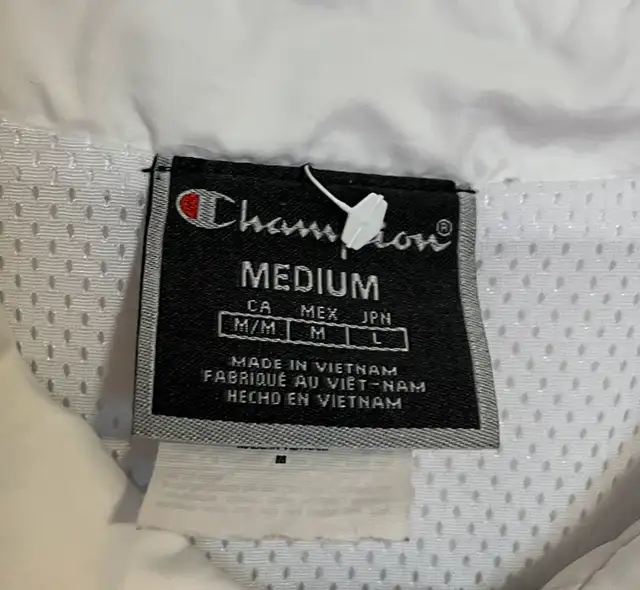 Champion®
MEDIUM
CA MEX JPN
M/M M L
MADE IN VIETNAM
FABRIQUÉ AU VIÊT-NAM
HECHO EN VIETNAM